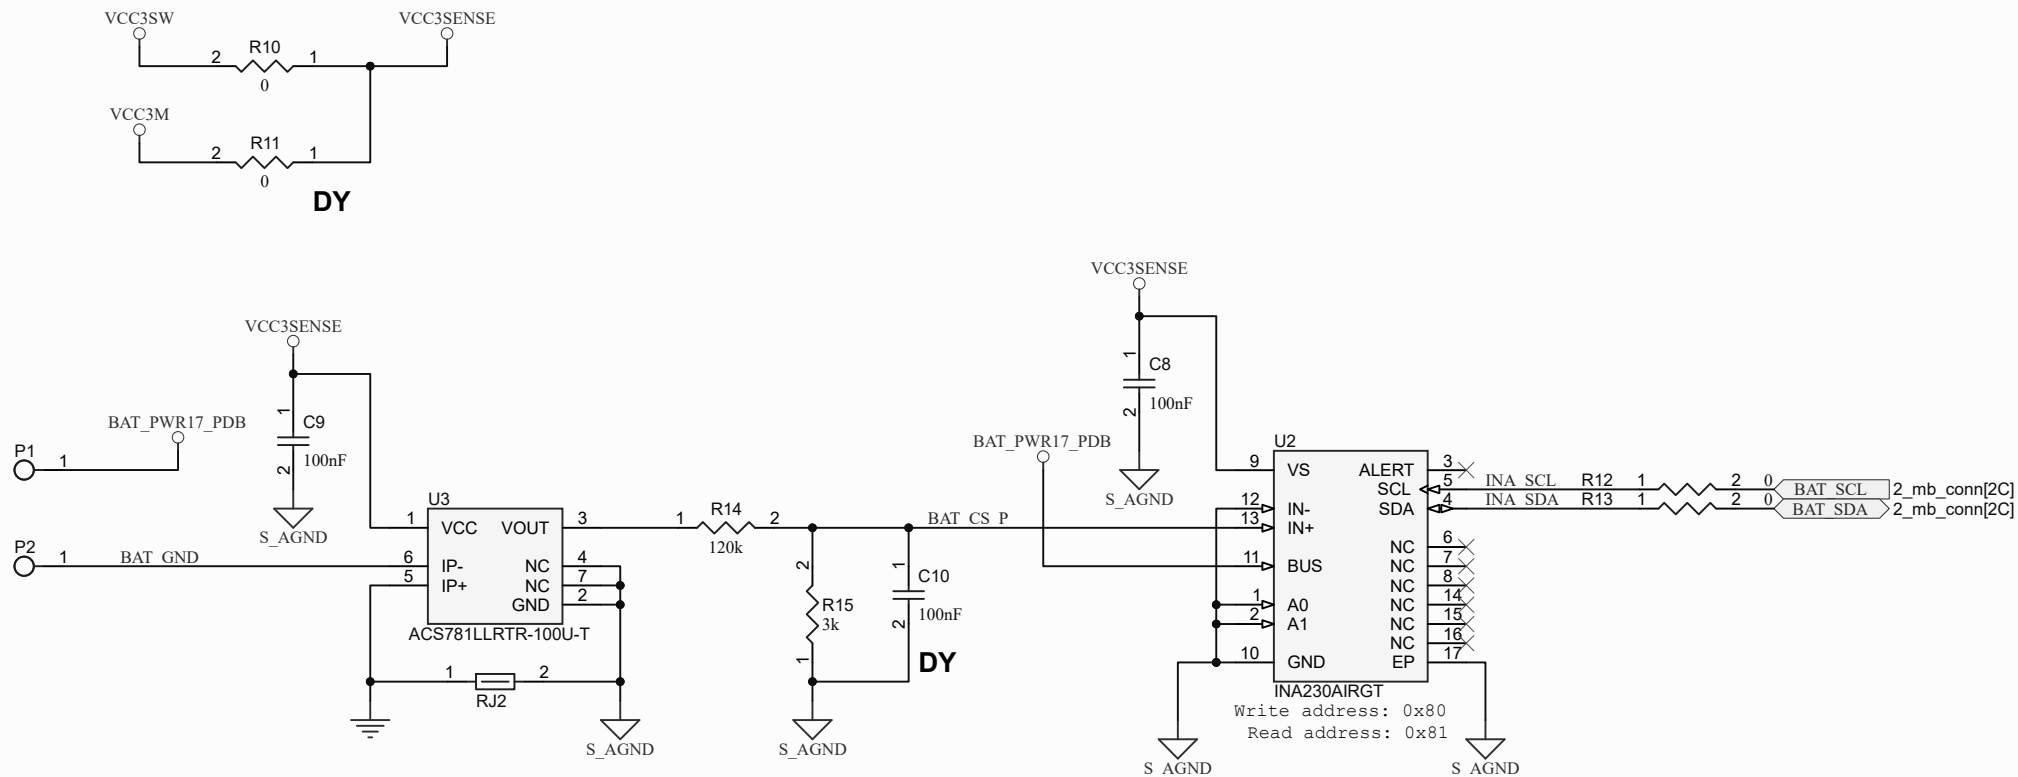 VCC3SW
VCC3SENSE
2 R10 1
0
VCC3M
2 R11 1
0
DY
VCC3SENSE
1
C8
2
100nF
VCC3SENSE
1
C9
2
100nF
S_AGND
BAT_PWR17_PDB
P1
1
P2
1
BAT_GND
U3
1 VCC VOUT 3
6 IP- NC 4
5 IP+ NC 7
GND 2
ACS781LLRTR-100U-T
1 2
RJ2
S_AGND
1 R14 2
120k
2
R15
3k
1
BAT_CS_P
1
C10
100nF
2
DY
S_AGND
BAT_PWR17_PDB
S_AGND
U2
9 VS ALERT 3
SCL 5
12 IN- SDA 4
13 IN+
NC 6
11 BUS NC 7
NC 8
1 A0 NC 14
2 A1 NC 15
NC 16
10 GND EP 17
INA230AIRGT
Write address: 0x80
Read address: 0x81
S_AGND
S_AGND
INA_SCL R12 1 2 0 BAT_SCL 2_mb_conn[2C]
INA_SDA R13 1 2 0 BAT_SDA 2_mb_conn[2C]